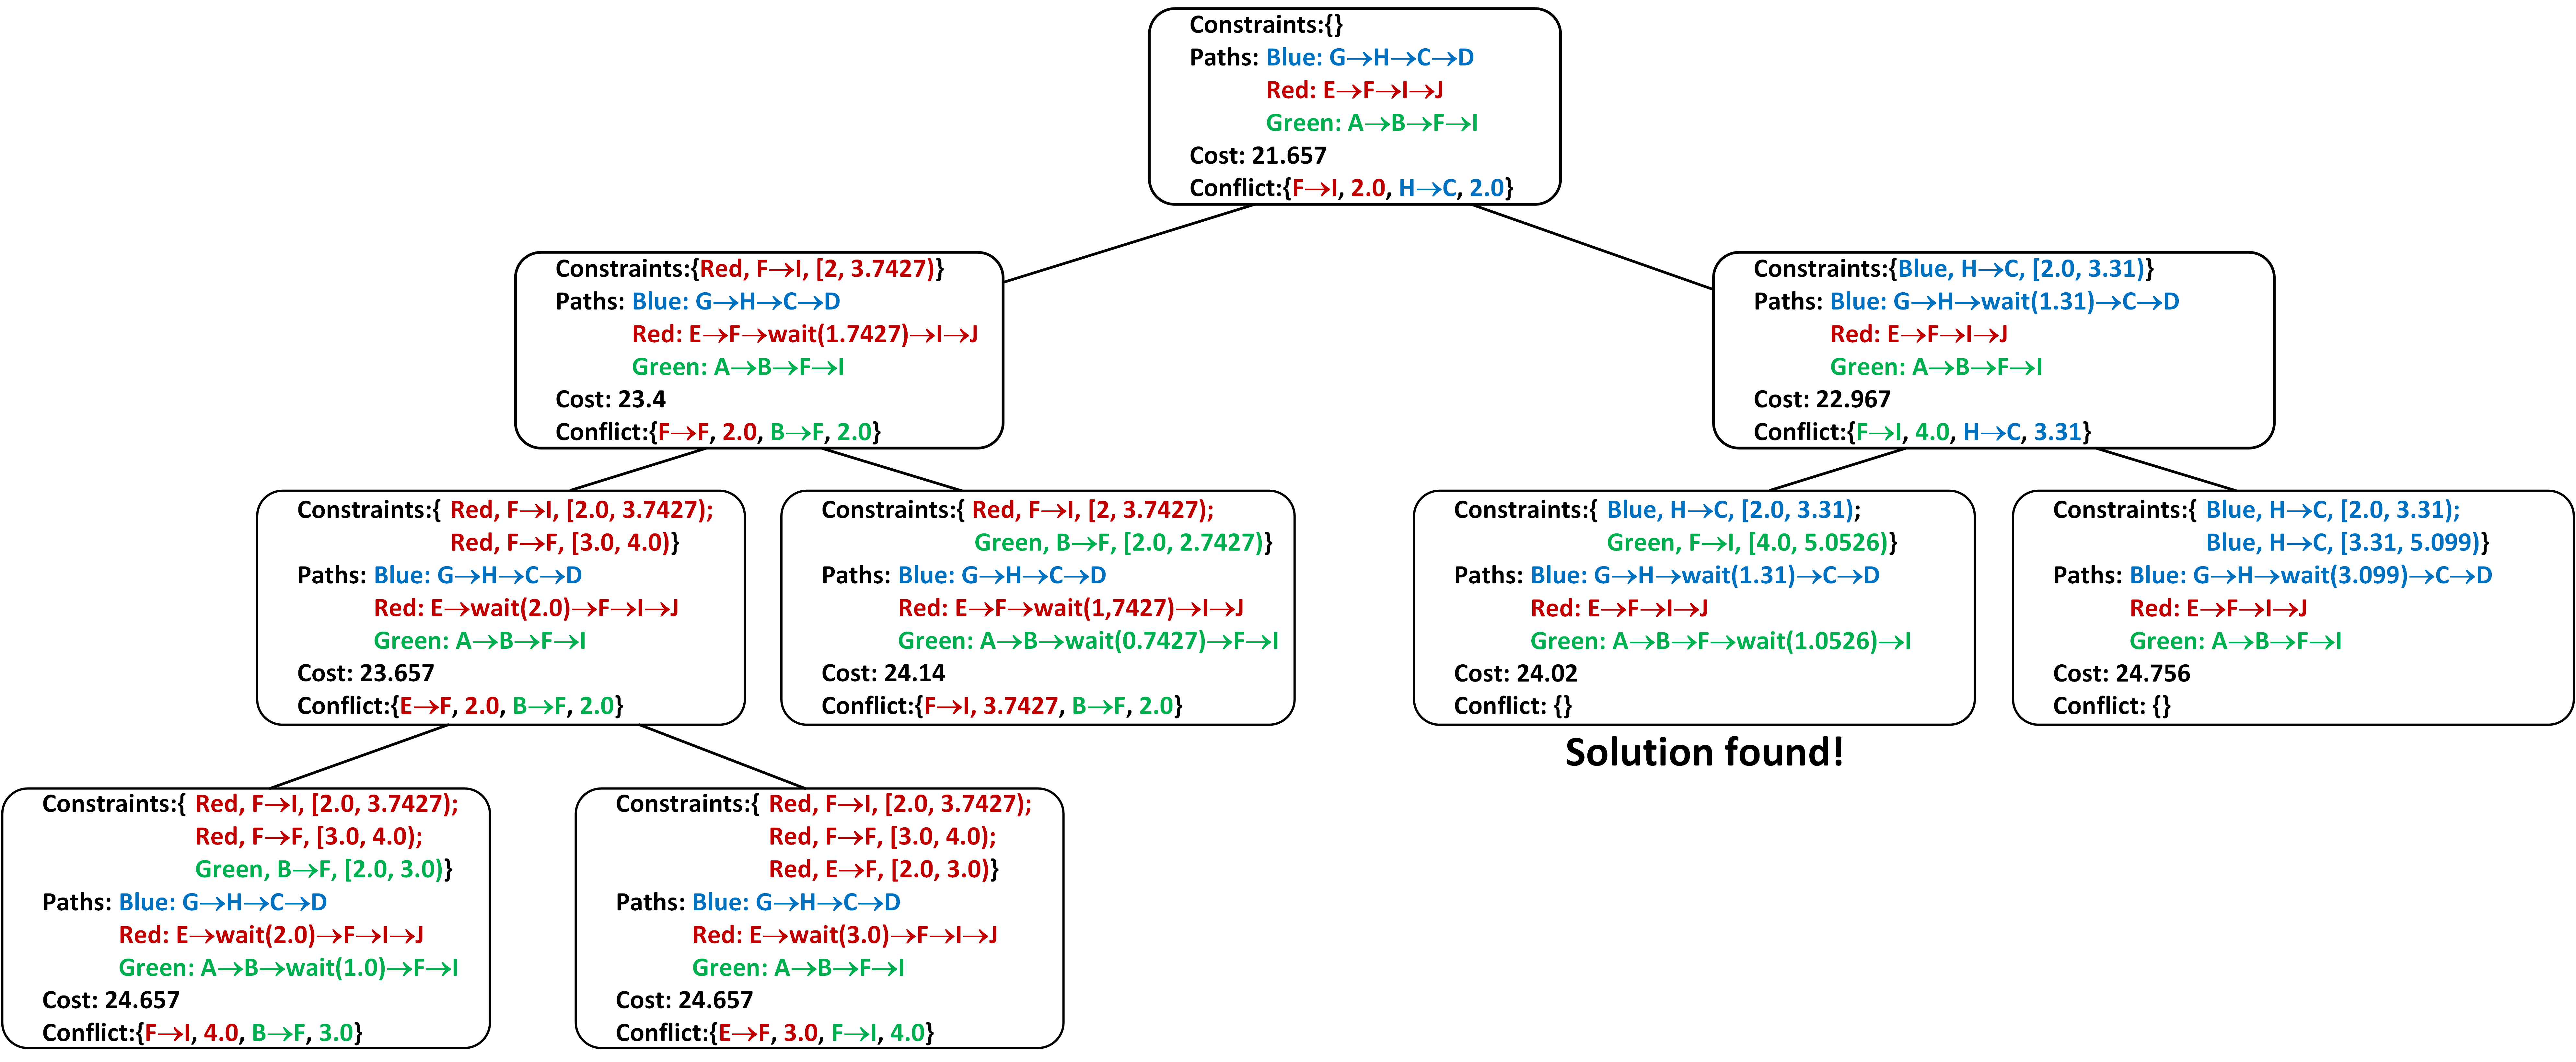 Constraints:{}
Paths: Blue: G→H→C→D
Red: E→F→I→J
Green: A→B→F→I
Cost: 21.657
Conflict:{F→I, 2.0, H→C, 2.0}
Constraints:{Red, F→I, [2, 3.7427)}
Paths: Blue: G→H→C→D
Red: E→F→wait(1.7427)→I→J
Green: A→B→F→I
Cost: 23.4
Conflict:{F→F, 2.0, B→F, 2.0}
Constraints:{Blue, H→C, [2.0, 3.31)}
Paths: Blue: G→H→wait(1.31)→C→D
Red: E→F→I→J
Green: A→B→F→I
Cost: 22.967
Conflict:{F→I, 4.0, H→C, 3.31}
Constraints:{ Red, F→I, [2.0, 3.7427);
Red, F→F, [3.0, 4.0)}
Paths: Blue: G→H→C→D
Red: E→wait(2.0)→F→I→J
Green: A→B→F→I
Cost: 23.657
Conflict:{E→F, 2.0, B→F, 2.0}
Constraints:{ Red, F→I, [2, 3.7427);
Green, B→F, [2.0, 2.7427)}
Paths: Blue: G→H→C→D
Red: E→F→wait(1,7427)→I→J
Green: A→B→wait(0.7427)→F→I
Cost: 24.14
Conflict:{F→I, 3.7427, B→F, 2.0}
Constraints:{ Blue, H→C, [2.0, 3.31);
Green, F→I, [4.0, 5.0526)}
Paths: Blue: G→H→wait(1.31)→C→D
Red: E→F→I→J
Green: A→B→F→wait(1.0526)→I
Cost: 24.02
Conflict: {}
Solution found!
Constraints:{ Blue, H→C, [2.0, 3.31);
Blue, H→C, [3.31, 5.099)}
Paths: Blue: G→H→wait(3.099)→C→D
Red: E→F→I→J
Green: A→B→F→I
Cost: 24.756
Conflict: {}
Constraints:{ Red, F→I, [2.0, 3.7427);
Red, F→F, [3.0, 4.0);
Green, B→F, [2.0, 3.0)}
Paths: Blue: G→H→C→D
Red: E→wait(2.0)→F→I→J
Green: A→B→wait(1.0)→F→I
Cost: 24.657
Conflict:{F→I, 4.0, B→F, 3.0}
Constraints:{ Red, F→I, [2.0, 3.7427);
Red, F→F, [3.0, 4.0);
Red, E→F, [2.0, 3.0)}
Paths: Blue: G→H→C→D
Red: E→wait(3.0)→F→I→J
Green: A→B→F→I
Cost: 24.657
Conflict:{E→F, 3.0, F→I, 4.0}